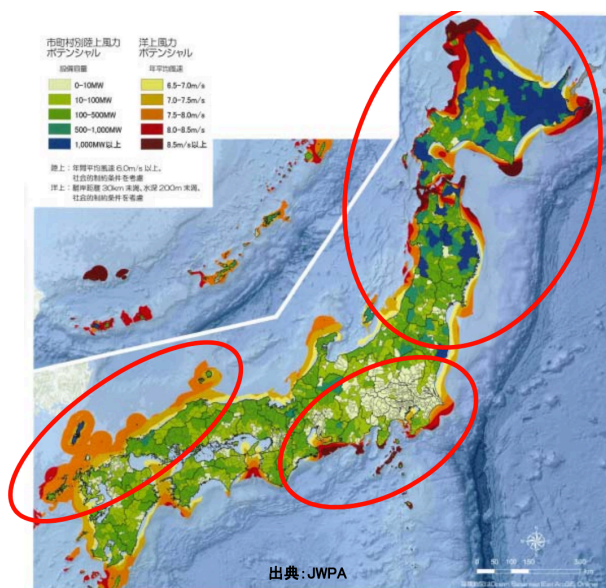 市町村別陸上風力
ポテンシャル
設備容量
0-10MW
10-100MW
100-500MW
500-1,000MW
1,000MW以上
洋上風力
ポテンシャル
年平均風速
6.5-7.0m/s
7.0-7.5m/s
7.5-8.0m/s
8.0-8.5m/s
8.5m/s以上
陸上：年間平均風速 6.0m/s 以上、
社会的制約条件を考慮
洋上：離岸距離 30km 未満、水深 200m 未満、
社会的制約条件を考慮
出典：JWPA
0 50 100 150